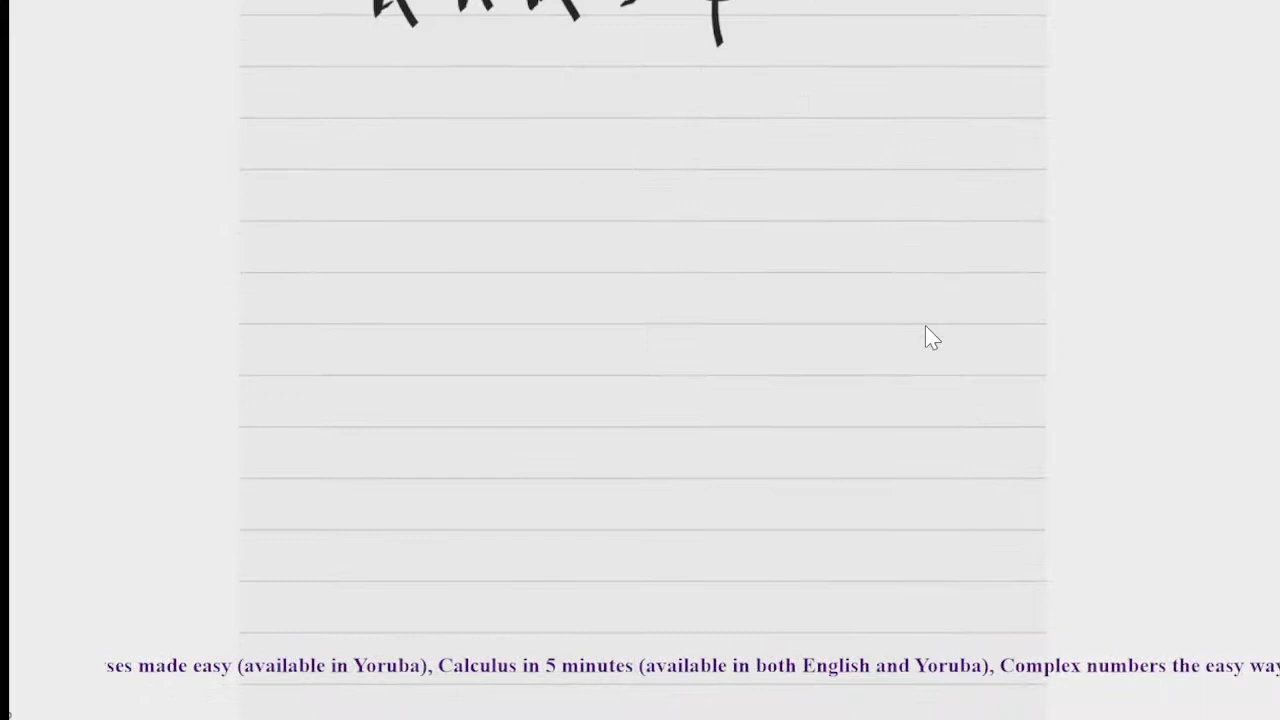 made easy (available in Yoruba), Calculus in 5 minutes (available in both English and Yoruba), Complex numbers the easy way